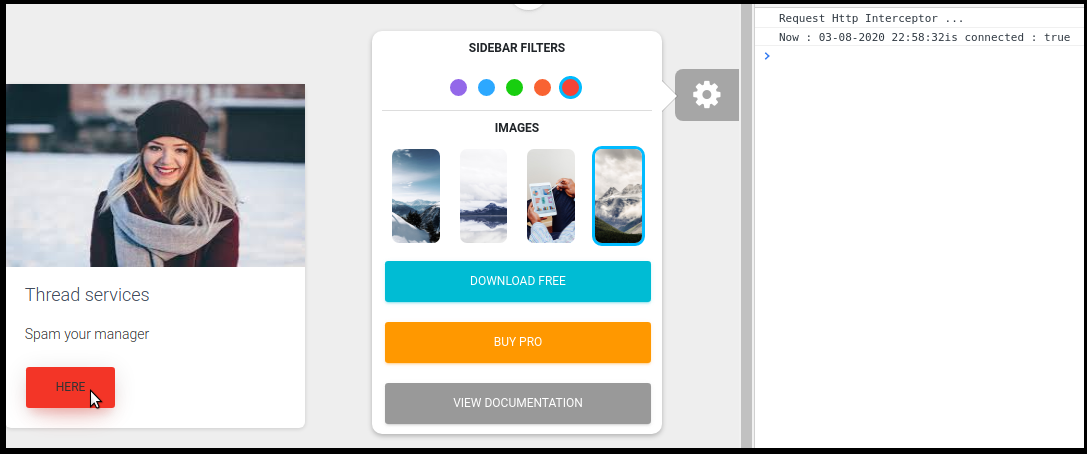 Thread services
Spam your manager
HERE
SIDEBAR FILTERS
IMAGES
DOWNLOAD FREE
BUY PRO
VIEW DOCUMENTATION
Request Http Interceptor ...
Now : 03-08-2020 22:58:32is connected : true